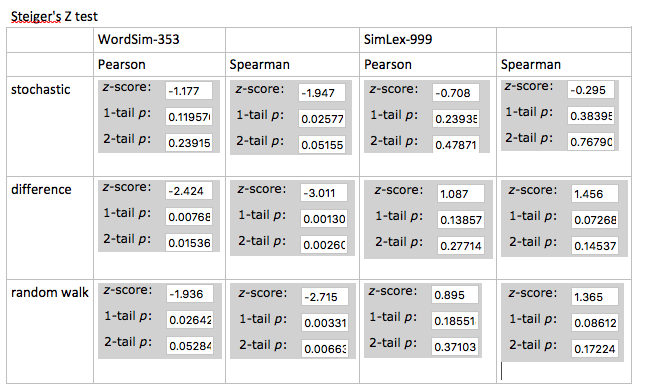 Steiger's Z test
WordSim-353 SimLex-999
Pearson Spearman Pearson Spearman
stochastic z-score: -1.177 z-score: -1.947 z-score: -0.708 z-score: -0.295
1-tail p: 0.11957 1-tail p: 0.02577 1-tail p: 0.23935 1-tail p: 0.38395
2-tail p: 0.23915 2-tail p: 0.05155 2-tail p: 0.47871 2-tail p: 0.76790
difference z-score: -2.424 z-score: -3.011 z-score: 1.087 z-score: 1.456
1-tail p: 0.00768 1-tail p: 0.00130 1-tail p: 0.13857 1-tail p: 0.07268
2-tail p: 0.01536 2-tail p: 0.00260 2-tail p: 0.27714 2-tail p: 0.14537
random walk z-score: -1.936 z-score: -2.715 z-score: 0.895 z-score: 1.365
1-tail p: 0.02642 1-tail p: 0.00331 1-tail p: 0.18551 1-tail p: 0.08612
2-tail p: 0.05284 2-tail p: 0.00663 2-tail p: 0.37103 2-tail p: 0.17224